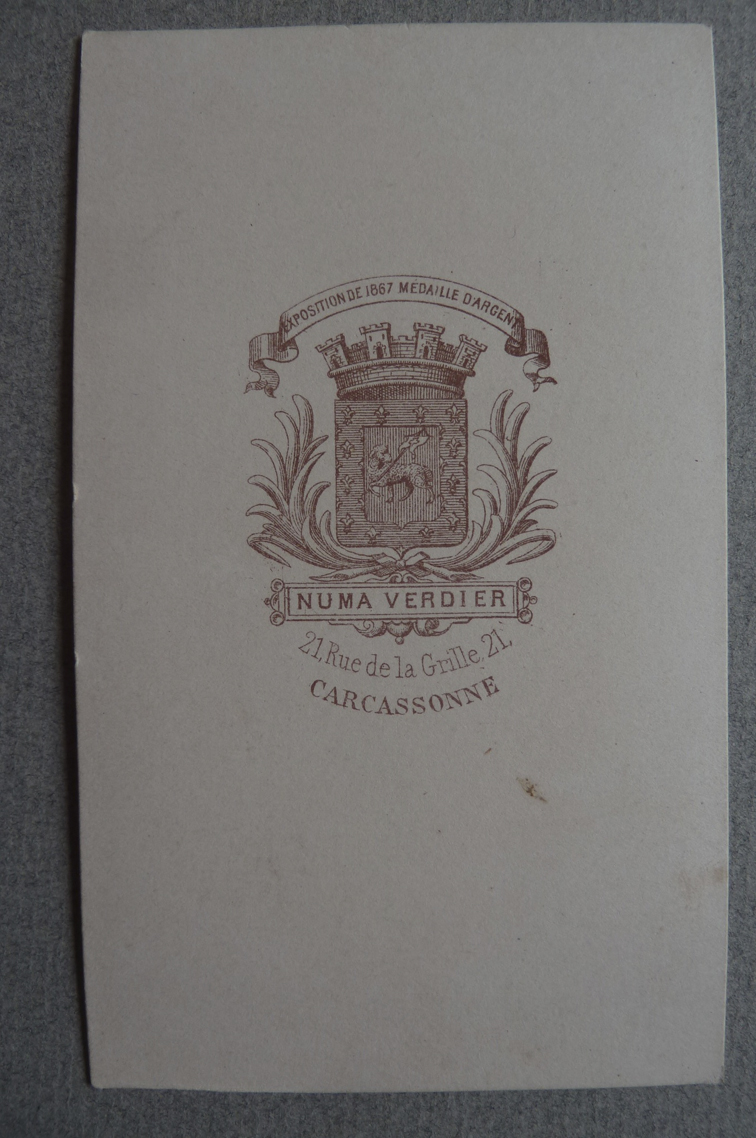 EXPOSITION DE 1867 MÉDAILLE D'ARGENT
NUMA VERDIER
21, Rue de la Grille, 21,
CARCASSONNE